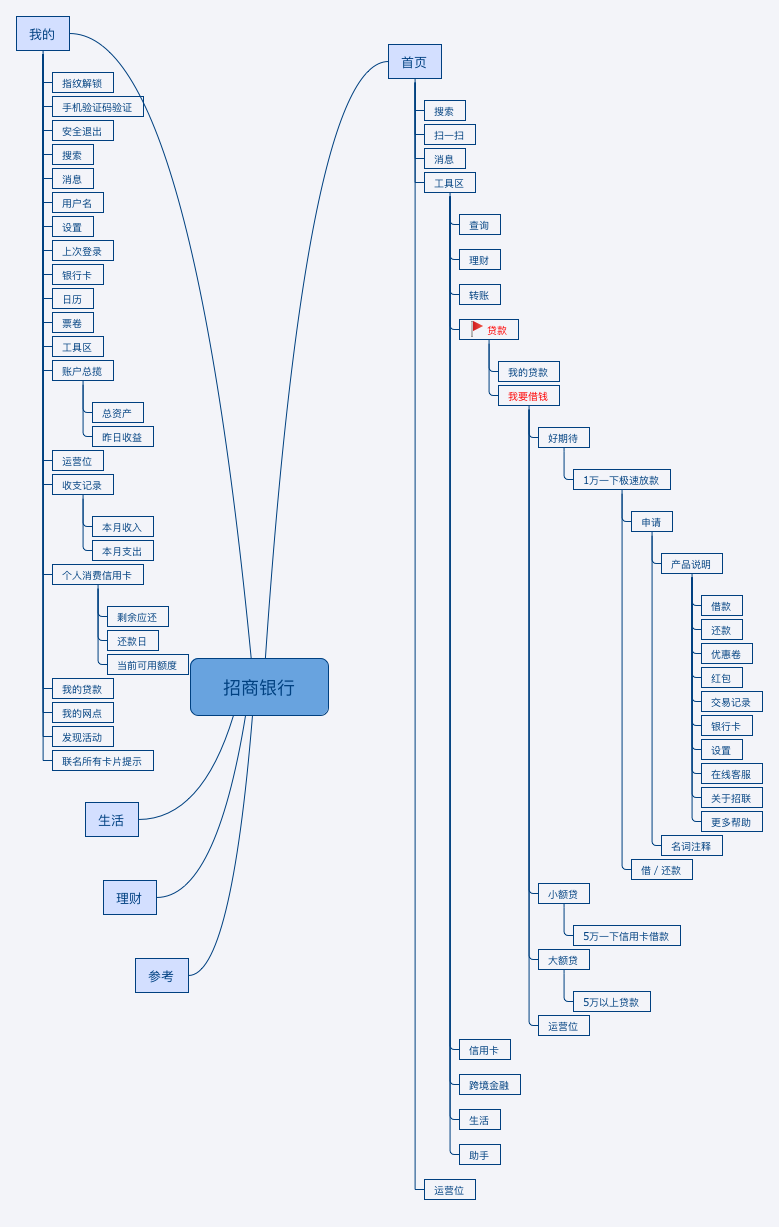 招商银行
首页
搜索
扫一扫
消息
工具区
查询
理财
转账
贷款
我的贷款
我要借钱
好期待
1万一下极速放款
申请
产品说明
借款
还款
优惠卷
红包
交易记录
银行卡
设置
在线客服
关于招联
更多帮助
名词注释
借 / 还款
小额贷
5万一下信用卡借款
大额贷
5万以上贷款
运营位
信用卡
跨境金融
生活
助手
运营位
我的
指纹解锁
手机验证码验证
安全退出
搜索
消息
用户名
设置
上次登录
银行卡
日历
票卷
工具区
账户总揽
总资产
昨日收益
运营位
收支记录
本月收入
本月支出
个人消费信用卡
剩余应还
还款日
当前可用额度
我的贷款
我的网点
发现活动
联名所有卡片提示
生活
理财
参考